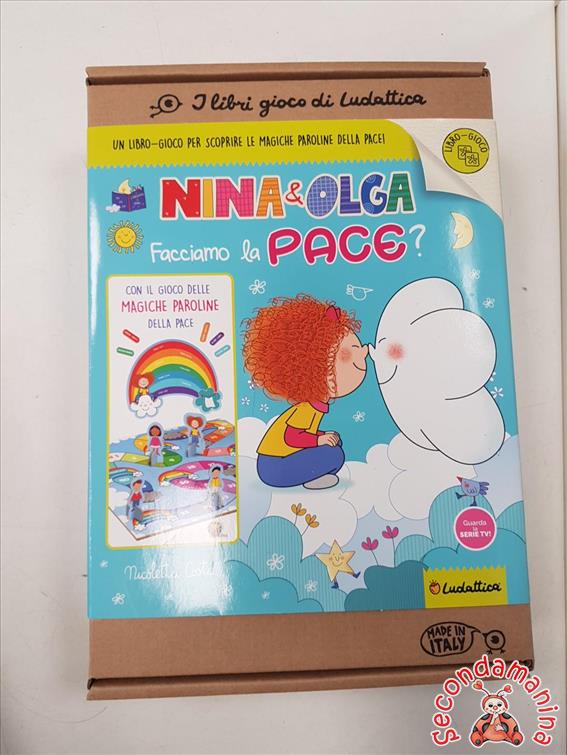 I libri gioco di Ludattica
UN LIBRO-GIOCO PER SCOPRIRE LE MAGICHE PAROLINE DELLA PACE!
LIBRO-GIOCO
NINA & OLGA
Facciamo la PACE?
CON IL GIOCO DELLE
MAGICHE PAROLINE
DELLA PACE
Guarda
la
SERIE TV!
Nicoletta Costa
Ludattica
MADE IN
ITALY
Secondamanina